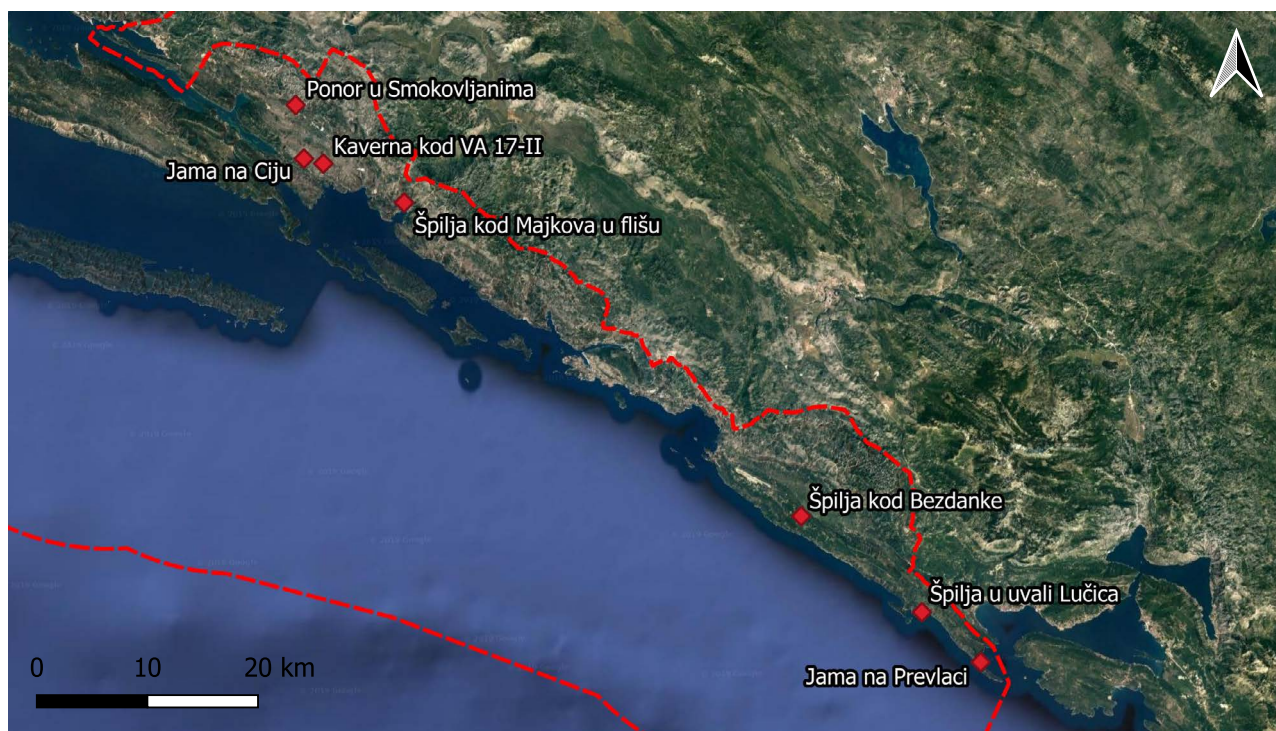 Ponor u Smokovljanima
Kaverna kod VA 17-II
Jama na Ciju
Špilja kod Majkova u flišu
Špilja kod Bezdanke
Špilja u uvali Lučica
Jama na Prevlaci
0 10 20 km